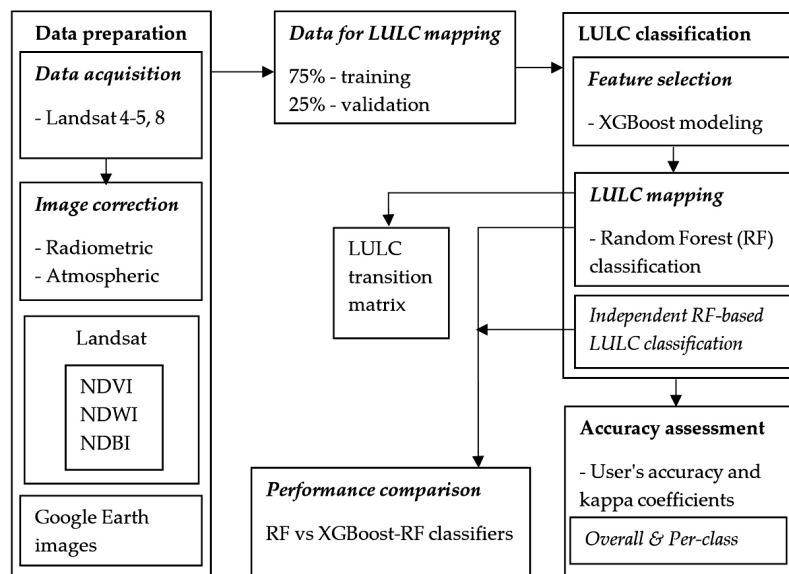 Data preparation
Data acquisition
- Landsat 4-5, 8
Image correction
- Radiometric
- Atmospheric
Landsat
NDVI
NDWI
NDBI
Google Earth
images
Data for LULC mapping
75% - training
25% - validation
LULC classification
Feature selection
- XGBoost modeling
LULC mapping
- Random Forest (RF)
classification
Independent RF-based
LULC classification
LULC
transition
matrix
Accuracy assessment
- User's accuracy and
kappa coefficients
Overall & Per-class
Performance comparison
RF vs XGBoost-RF classifiers